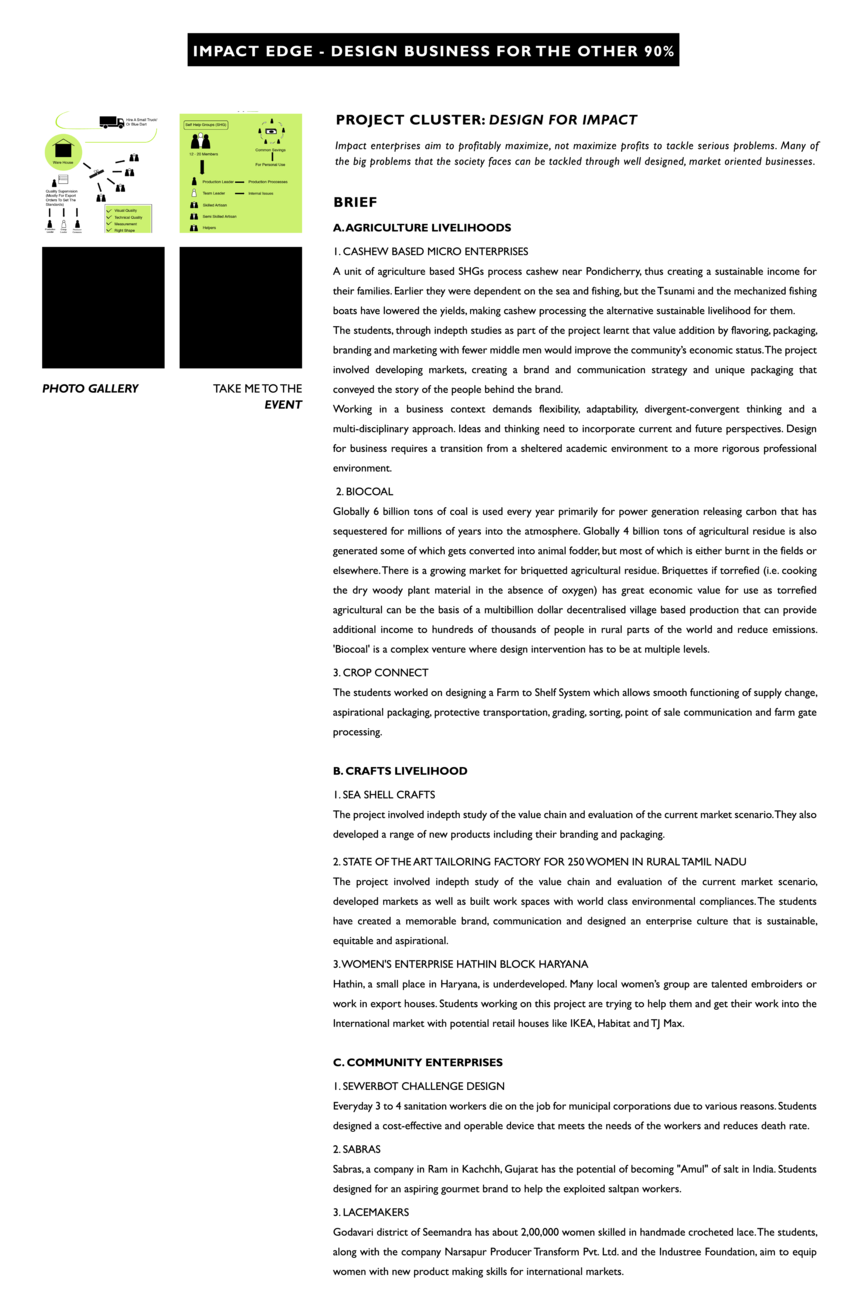 IMPACT EDGE - DESIGN BUSINESS FOR THE OTHER 90%
Hire A Small Truck/
Or Blue Dart
Ware House
Quality Supervision
(Mostly For Export
Orders To Set The
Standards)
Visual Quality
Technical Quality
Measurement
Right Shape
Self Help Groups (SHG)
12 - 20 Members
Common Savings
For Personal Use
Production Leader
Production Processes
Team Leader
Internal Issues
Skilled Artisan
Semi Skilled Artisan
Helpers
PHOTO GALLERY
TAKE ME TO THE
EVENT
PROJECT CLUSTER: DESIGN FOR IMPACT
Impact enterprises aim to profitably maximize, not maximize profits to tackle serious problems. Many of
the big problems that the society faces can be tackled through well designed, market oriented businesses.
BRIEF
A. AGRICULTURE LIVELIHOODS
1. CASHEW BASED MICRO ENTERPRISES
A unit of agriculture based SHGs process cashew near Pondicherry, thus creating a sustainable income for
their families. Earlier they were dependent on the sea and fishing, but the Tsunami and the mechanized fishing
boats have lowered the yields, making cashew processing the alternative sustainable livelihood for them.
The students, through indepth studies as part of the project learnt that value addition by flavoring, packaging,
branding and marketing with fewer middle men would improve the community's economic status. The project
involved developing markets, creating a brand and communication strategy and unique packaging that
conveyed the story of the people behind the brand.
Working in a business context demands flexibility, adaptability, divergent-convergent thinking and a
multi-disciplinary approach. Ideas and thinking need to incorporate current and future perspectives. Design
for business requires a transition from a sheltered academic environment to a more rigorous professional
environment.
2. BIOCOAL
Globally 6 billion tons of coal is used every year primarily for power generation releasing carbon that has
sequestered for millions of years into the atmosphere. Globally 4 billion tons of agricultural residue is also
generated some of which gets converted into animal fodder, but most of which is either burnt in the fields or
elsewhere. There is a growing market for briquetted agricultural residue. Briquettes if torrefied (i.e. cooking
the dry woody plant material in the absence of oxygen) has great economic value for use as torrefied
agricultural can be the basis of a multibillion dollar decentralised village based production that can provide
additional income to hundreds of thousands of people in rural parts of the world and reduce emissions.
'Biocoal' is a complex venture where design intervention has to be at multiple levels.
3. CROP CONNECT
The students worked on designing a Farm to Shelf System which allows smooth functioning of supply change,
aspirational packaging, protective transportation, grading, sorting, point of sale communication and farm gate
processing.
B. CRAFTS LIVELIHOOD
1. SEA SHELL CRAFTS
The project involved indepth study of the value chain and evaluation of the current market scenario. They also
developed a range of new products including their branding and packaging.
2. STATE OF THE ART TAILORING FACTORY FOR 250 WOMEN IN RURAL TAMIL NADU
The project involved indepth study of the value chain and evaluation of the current market scenario,
developed markets as well as built work spaces with world class environmental compliances. The students
have created a memorable brand, communication and designed an enterprise culture that is sustainable,
equitable and aspirational.
3. WOMEN'S ENTERPRISE HATHIN BLOCK HARYANA
Hathin, a small place in Haryana, is underdeveloped. Many local women's group are talented embroiders or
work in export houses. Students working on this project are trying to help them and get their work into the
International market with potential retail houses like IKEA, Habitat and TJ Max.
C. COMMUNITY ENTERPRISES
1. SEWERBOT CHALLENGE DESIGN
Everyday 3 to 4 sanitation workers die on the job for municipal corporations due to various reasons. Students
designed a cost-effective and operable device that meets the needs of the workers and reduces death rate.
2. SABRAS
Sabras, a company in Ram in Kachchh, Gujarat has the potential of becoming "Amul" of salt in India. Students
designed for an aspiring gourmet brand to help the exploited saltpan workers.
3. LACEMAKERS
Godavari district of Seemandra has about 2,00,000 women skilled in handmade crocheted lace. The students,
along with the company Narsapur Producer Transform Pvt. Ltd. and the Industree Foundation, aim to equip
women with new product making skills for international markets.